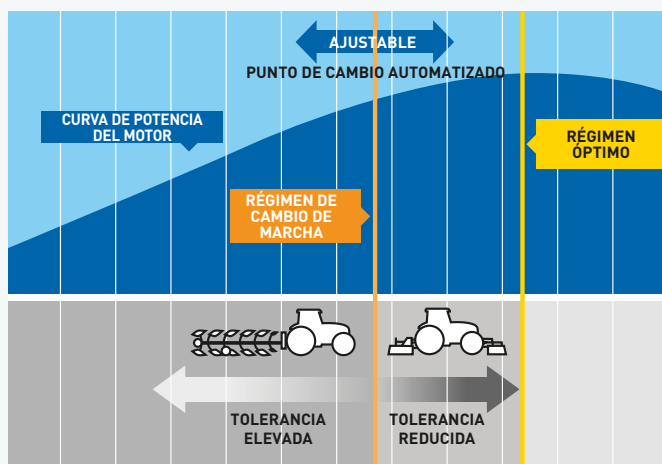 AJUSTABLE
PUNTO DE CAMBIO AUTOMATIZADO
CURVA DE POTENCIA
DEL MOTOR
RÉGIMEN
ÓPTIMO
RÉGIMEN DE
CAMBIO DE
MARCHA
TOLERANCIA
ELEVADA
TOLERANCIA
REDUCIDA